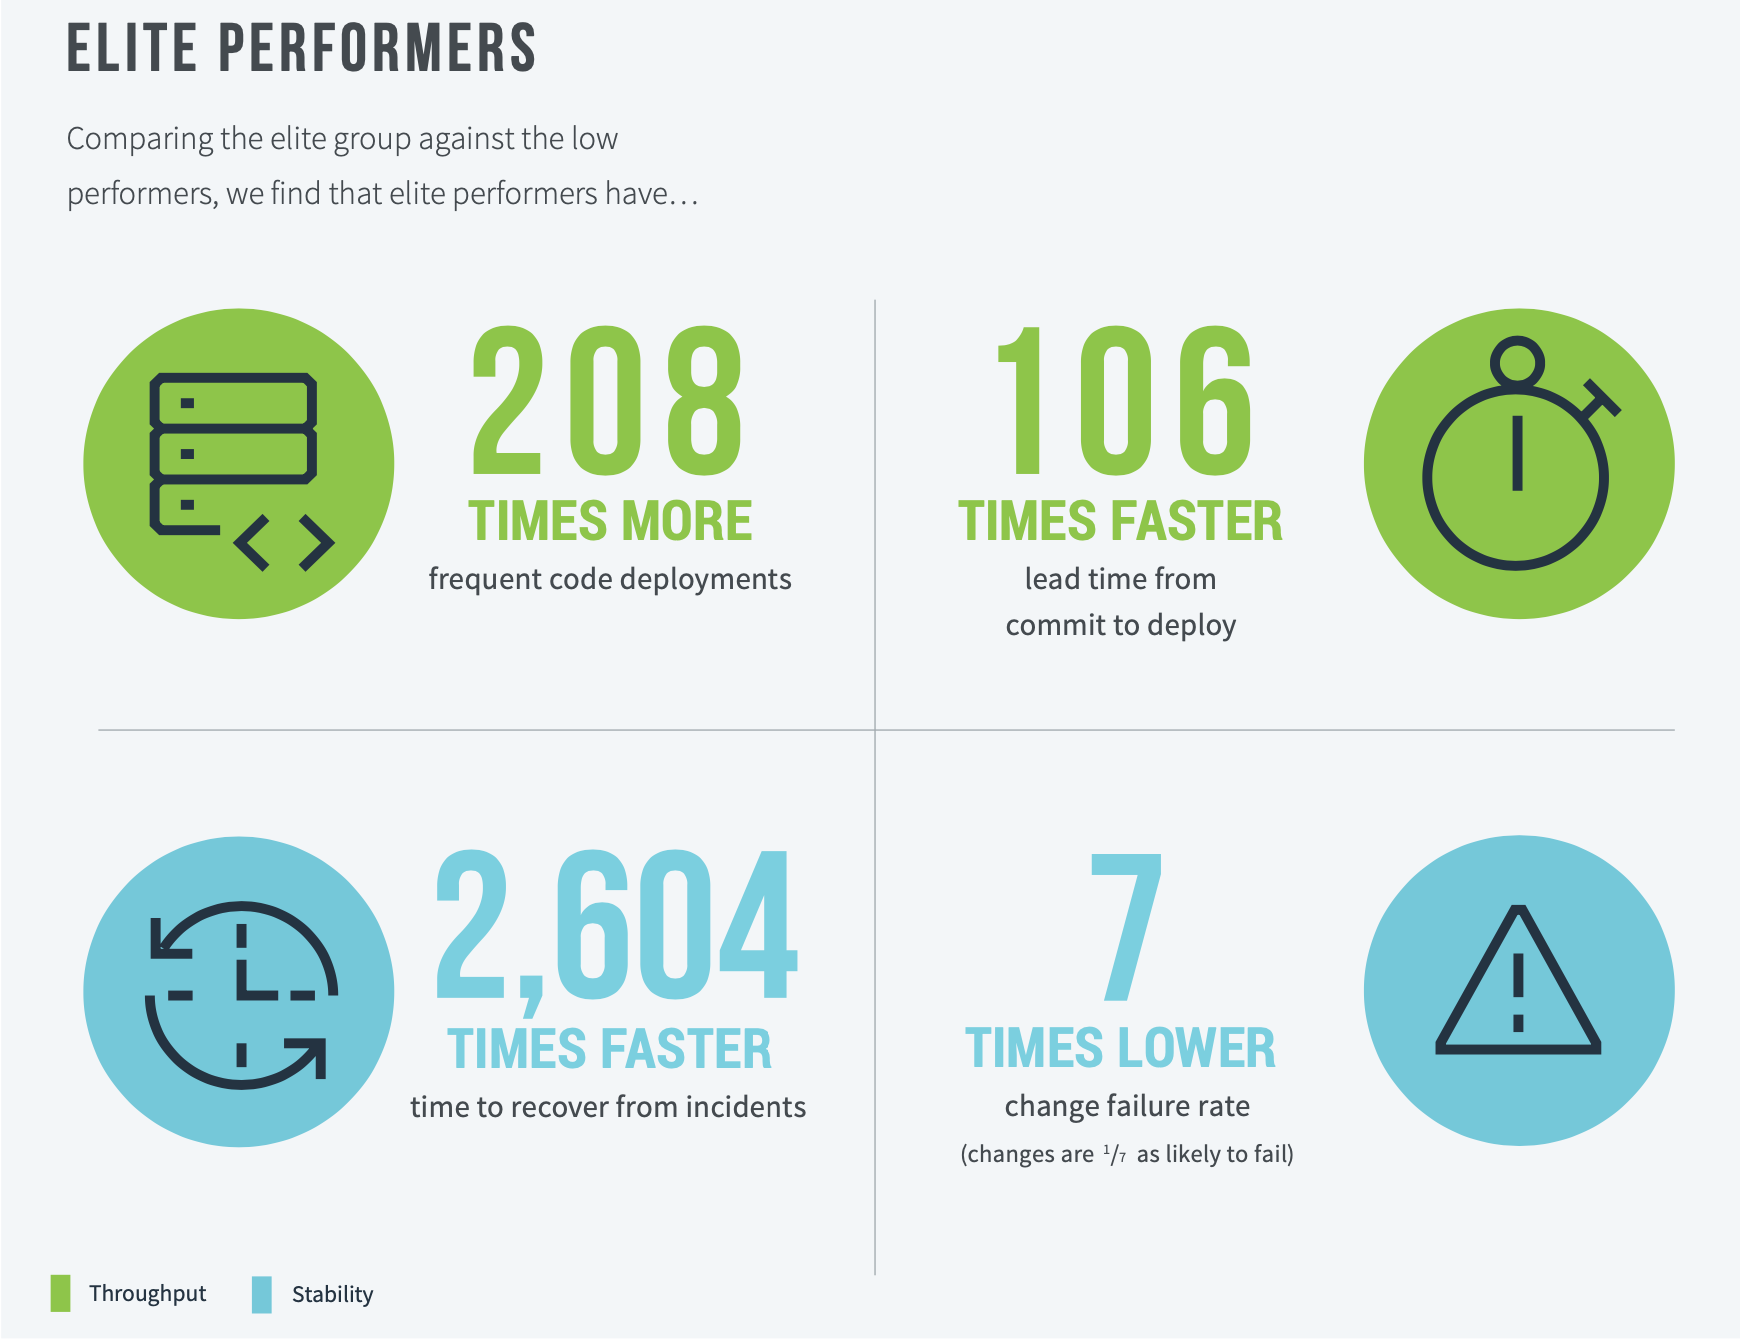 ELITE PERFORMERS
Comparing the elite group against the low
performers, we find that elite performers have…
208
TIMES MORE
frequent code deployments
106
TIMES FASTER
lead time from
commit to deploy
2,604
TIMES FASTER
time to recover from incidents
7
TIMES LOWER
change failure rate
(changes are 1/7 as likely to fail)
Throughput
Stability